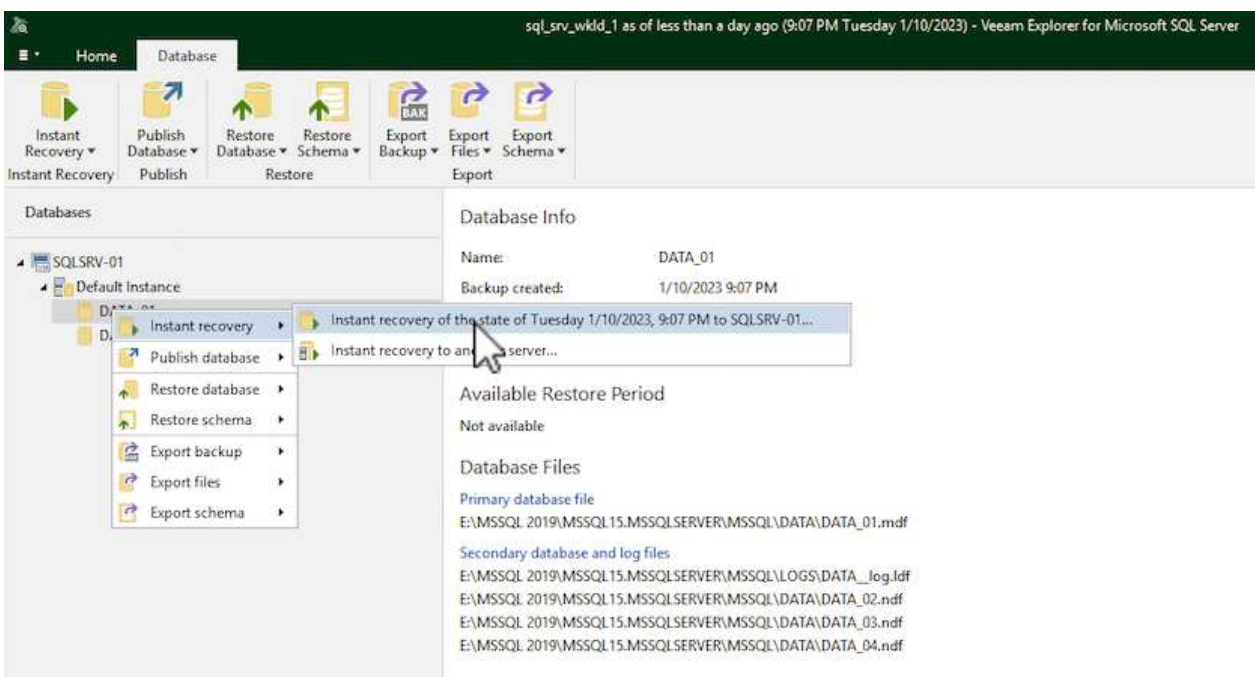 sql_srv_wkld_1 as of less than a day ago (9:07 PM Tuesday 1/10/2023) - Veeam Explorer for Microsoft SQL Server
Home Database
Instant Recovery Publish Database Restore Database Restore Schema Export Backup Export Files Export Schema
Instant Recovery Publish Restore Export
Databases
SQLSRV-01
Default Instance
DATA_01
Instant recovery
Publish database
Restore database
Restore schema
Export backup
Export files
Export schema
Instant recovery of the state of Tuesday 1/10/2023, 9:07 PM to SQLSRV-01...
Instant recovery to server...
Database Info
Name: DATA_01
Backup created: 1/10/2023 9:07 PM
Available Restore Period
Not available
Database Files
Primary database file
E:\MSSQL 2019\MSSQL15.MSSQLSERVER\MSSQL\DATA\DATA_01.mdf
Secondary database and log files
E:\MSSQL 2019\MSSQL15.MSSQLSERVER\MSSQL\LOGS\DATA__log.ldf
E:\MSSQL 2019\MSSQL15.MSSQLSERVER\MSSQL\DATA\DATA_02.ndf
E:\MSSQL 2019\MSSQL15.MSSQLSERVER\MSSQL\DATA\DATA_03.ndf
E:\MSSQL 2019\MSSQL15.MSSQLSERVER\MSSQL\DATA\DATA_04.ndf